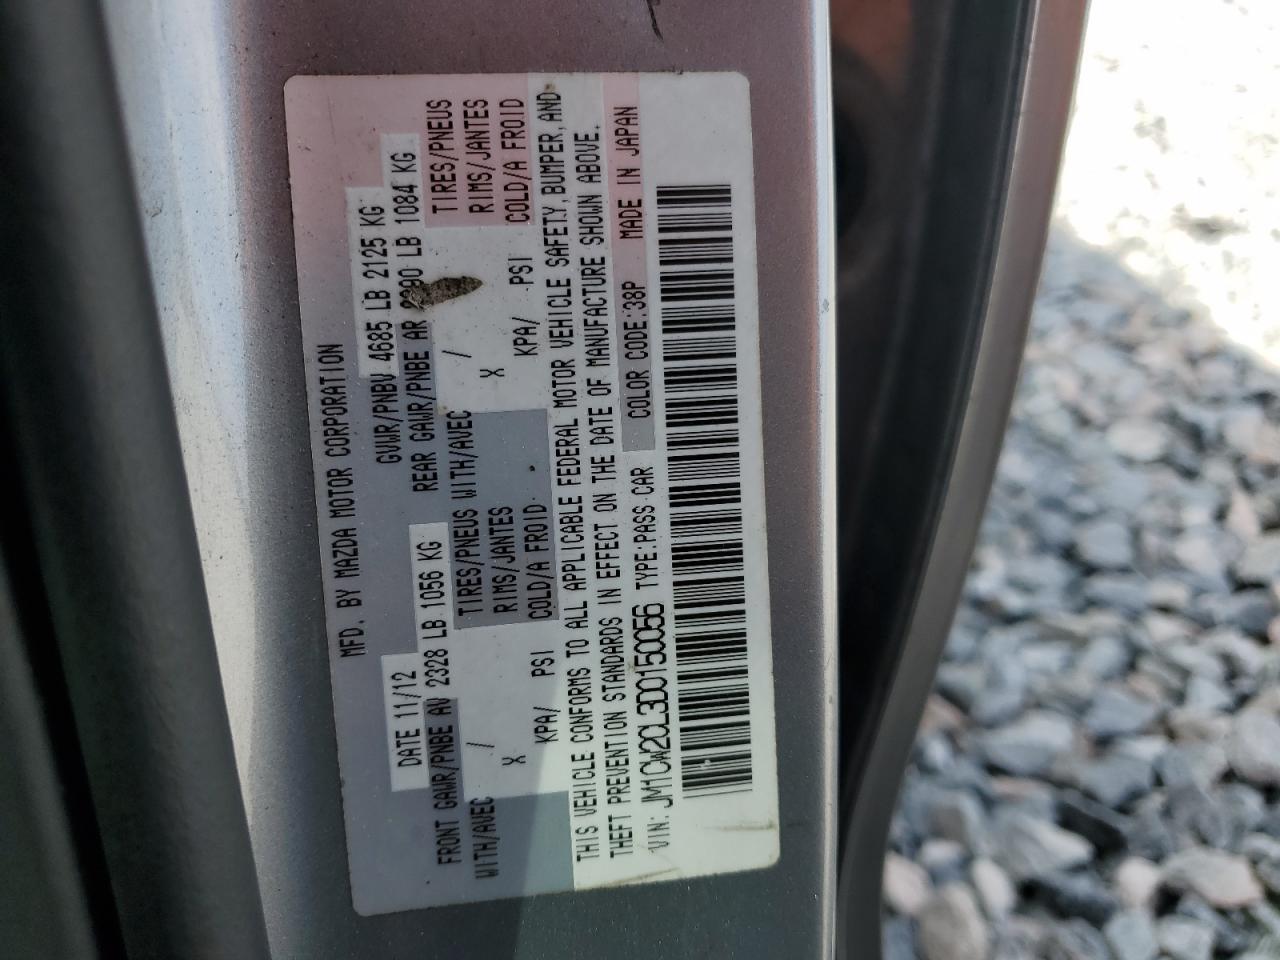 MFD. BY MAZDA MOTOR CORPORATION
DATE 11/12 GVWR/PNBV 4685 LB 2125 KG
FRONT GAWR/PNBE AV 2328 LB 1056 KG REAR GAWR/PNBE AR 2390 LB 1084 KG
WITH/AVEC / TIRES/PNEUS WITH/AVEC / TIRES/PNEUS
X RIMS/JANTES X RIMS/JANTES
KPA/ PSI COLD/A FROID KPA/ PSI COLD/A FROID
THIS VEHICLE CONFORMS TO ALL APPLICABLE FEDERAL MOTOR VEHICLE SAFETY, BUMPER, AND
THEFT PREVENTION STANDARDS IN EFFECT ON THE DATE OF MANUFACTURE SHOWN ABOVE.
VIN: JM1CW2CL3D0150066 TYPE:PASS CAR COLOR CODE:38P MADE IN JAPAN